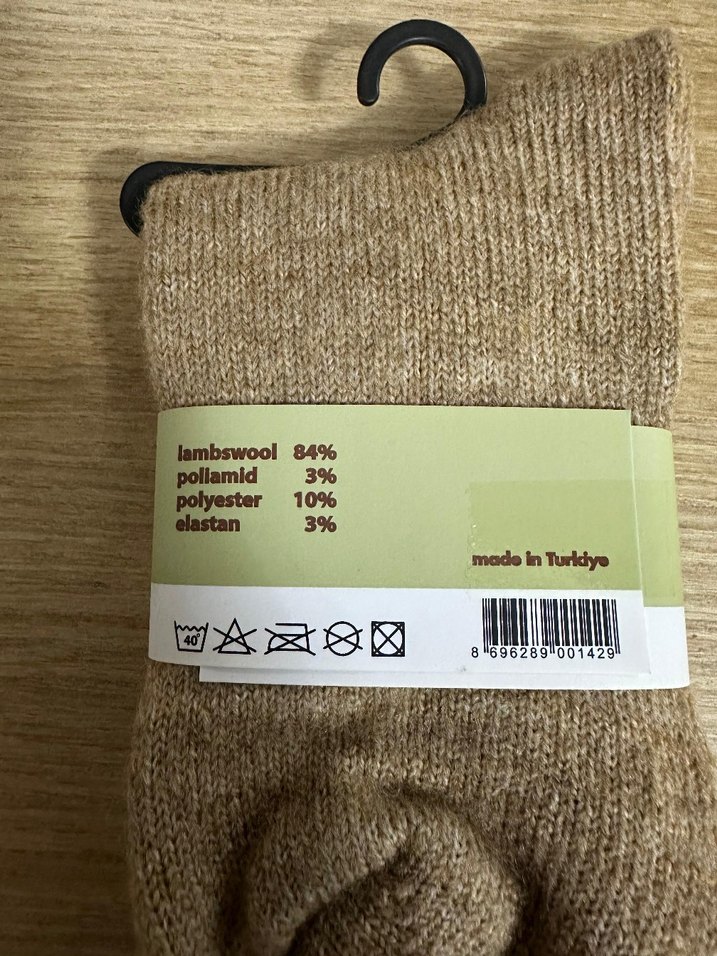 lambswool 84%
poliamid 3%
polyester 10%
elastan 3%
made in Turkiye
40°
8 696289 001429